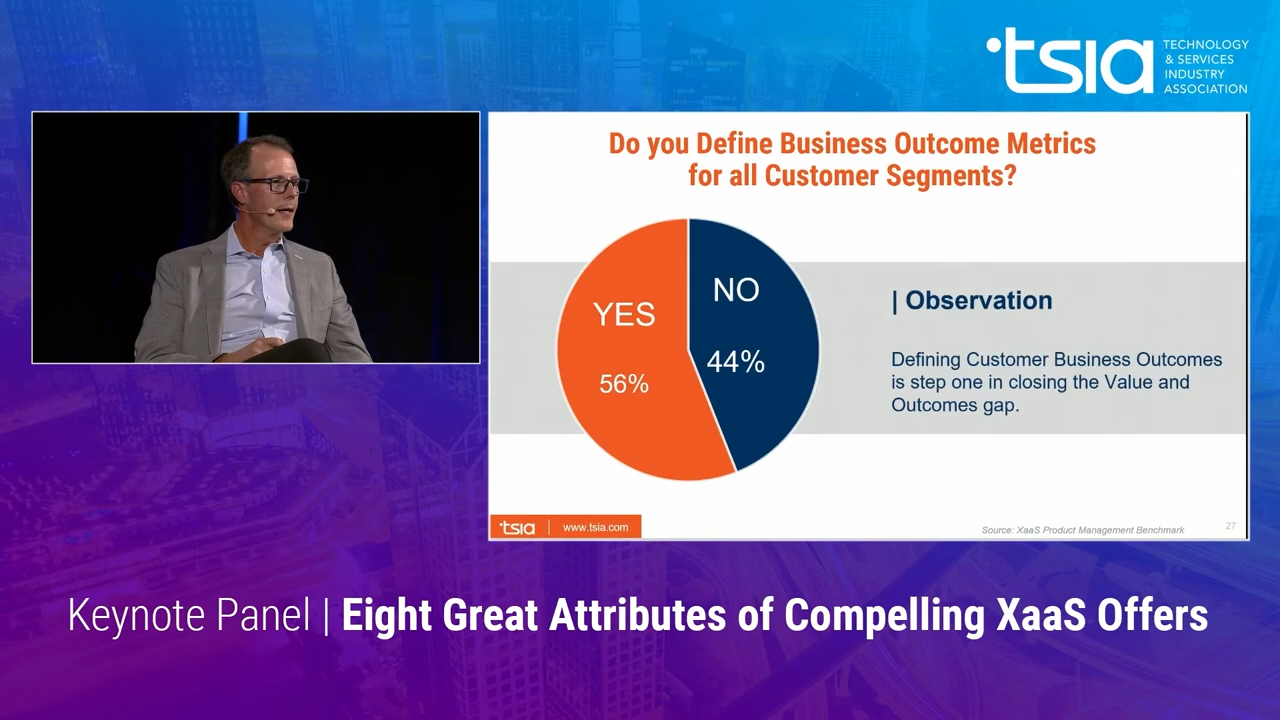 tsia
TECHNOLOGY
& SERVICES
INDUSTRY
ASSOCIATION
Do you Define Business Outcome Metrics
for all Customer Segments?
YES
56%
NO
44%
| Observation
Defining Customer Business Outcomes
is step one in closing the Value and
Outcomes gap.
tsia | www.tsia.com
Source: XaaS Product Management Benchmark
27
Keynote Panel | Eight Great Attributes of Compelling XaaS Offers